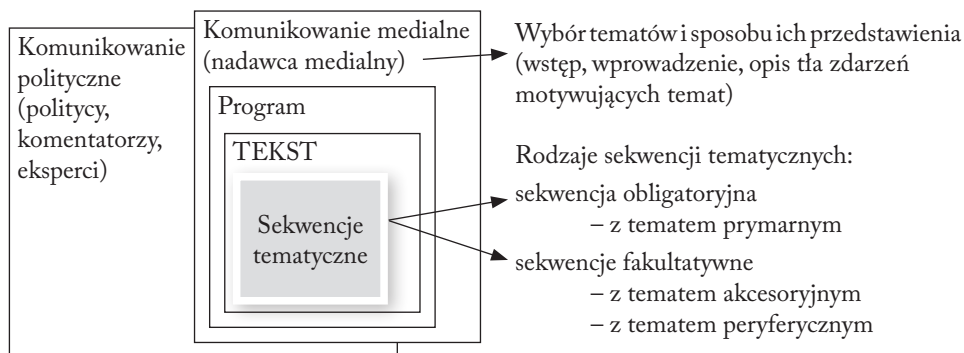 Komunikowanie
polityczne
(politycy,
komentatorzy,
eksperci)
Komunikowanie medialne
(nadawca medialny)
Program
TEKST
Sekwencje
tematyczne
Wybór tematów i sposobu ich przedstawienia
(wstęp, wprowadzenie, opis tła zdarzeń
motywujących temat)
Rodzaje sekwencji tematycznych:
sekwencja obligatoryjna
– z tematem prymarnym
sekwencje fakultatywne
– z tematem akcesoryjnym
– z tematem peryferycznym